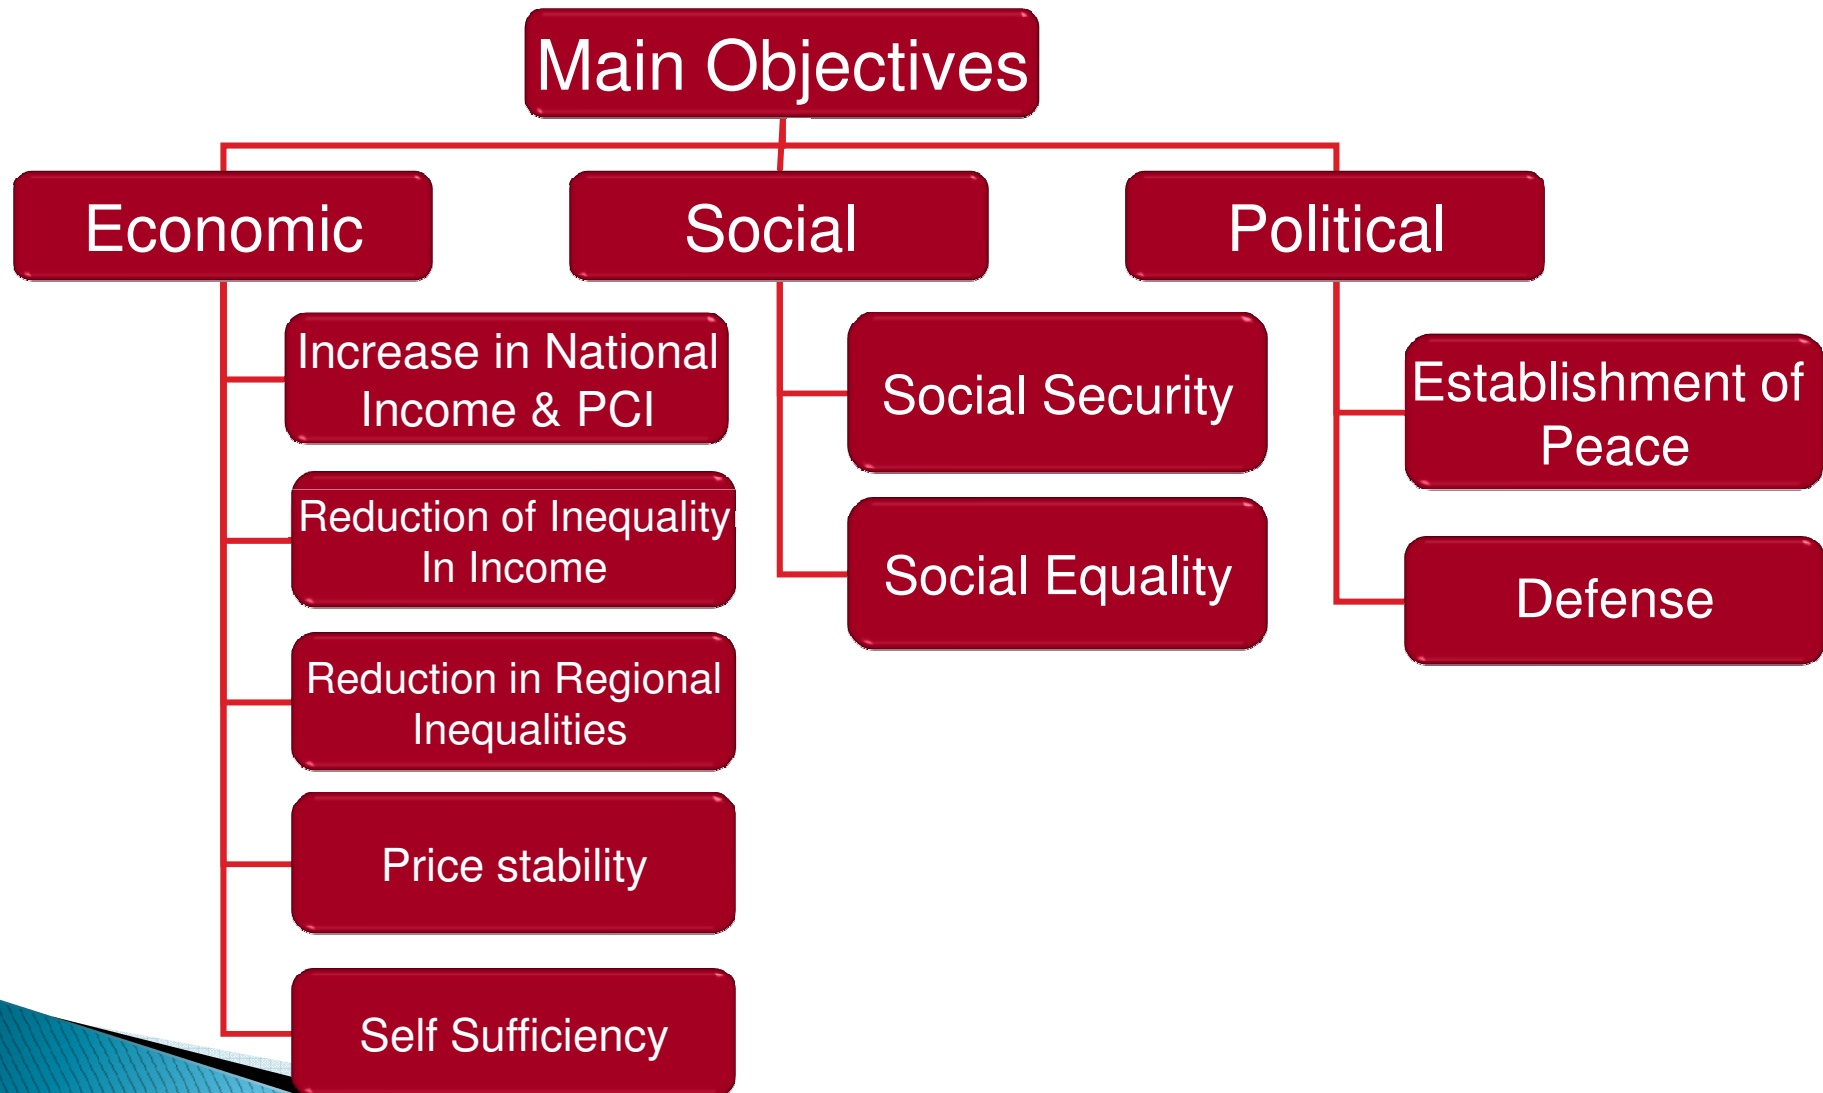 Main Objectives
Economic
Social
Political
Increase in National
Income & PCI
Reduction of Inequality
In Income
Reduction in Regional
Inequalities
Price stability
Self Sufficiency
Social Security
Social Equality
Establishment of
Peace
Defense